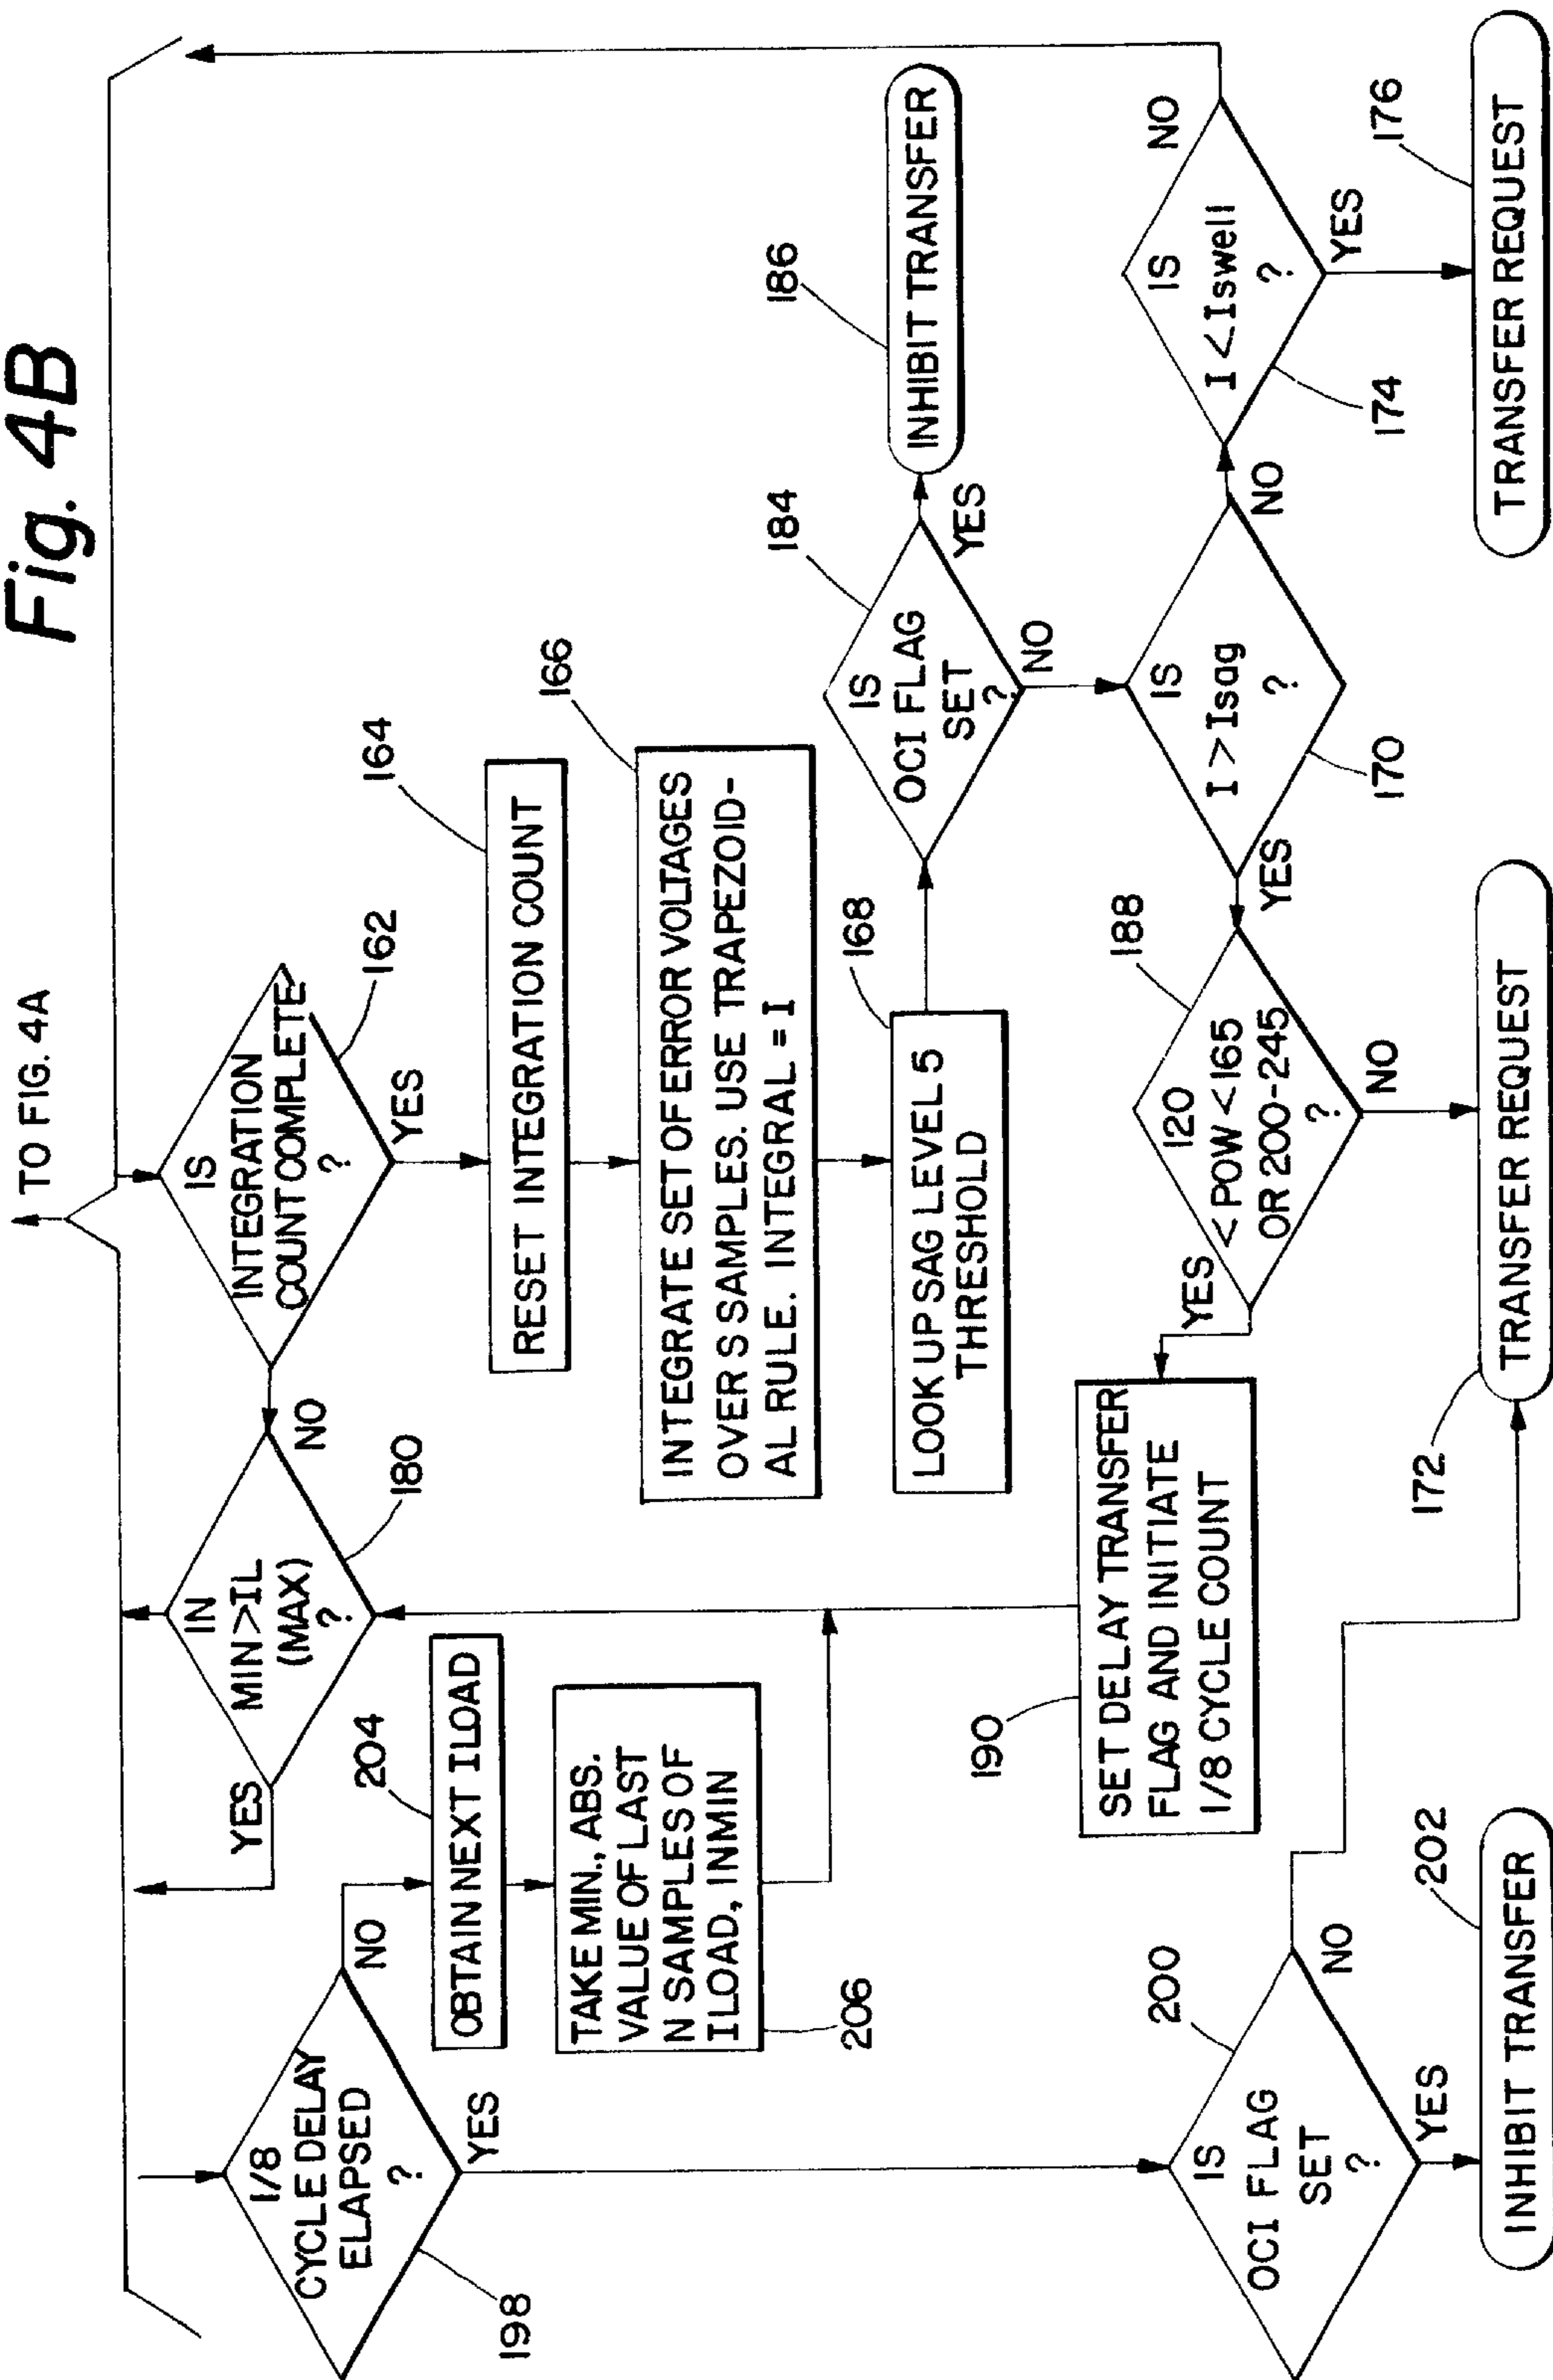 Fig. 4B
TO FIG. 4A
1/8
CYCLE DELAY
ELAPSED
?
198
NO
YES
OBTAIN NEXT ILOAD
204
TAKE MIN., ABS.
VALUE OF LAST
N SAMPLES OF
ILOAD, INMIN
206
IN
MIN>IL
(MAX)
?
180
YES
NO
IS
INTEGRATION
COUNT COMPLETE
?
162
YES
RESET INTEGRATION COUNT
164
INTEGRATE SET OF ERROR VOLTAGES
OVER S SAMPLES. USE TRAPEZOID-
AL RULE. INTEGRAL = I
166
LOOK UP SAG LEVEL 5
THRESHOLD
168
IS
OCI FLAG
SET
?
184
YES
NO
INHIBIT TRANSFER
186
IS
I > Isag
?
170
YES
NO
IS
I < Iswell
?
174
NO
YES
TRANSFER REQUEST
176
120
<POW<165
OR 200-245
?
188
YES
NO
SET DELAY TRANSFER
FLAG AND INITIATE
1/8 CYCLE COUNT
190
TRANSFER REQUEST
172
IS
OCI FLAG
SET
?
200
NO
YES
INHIBIT TRANSFER
202